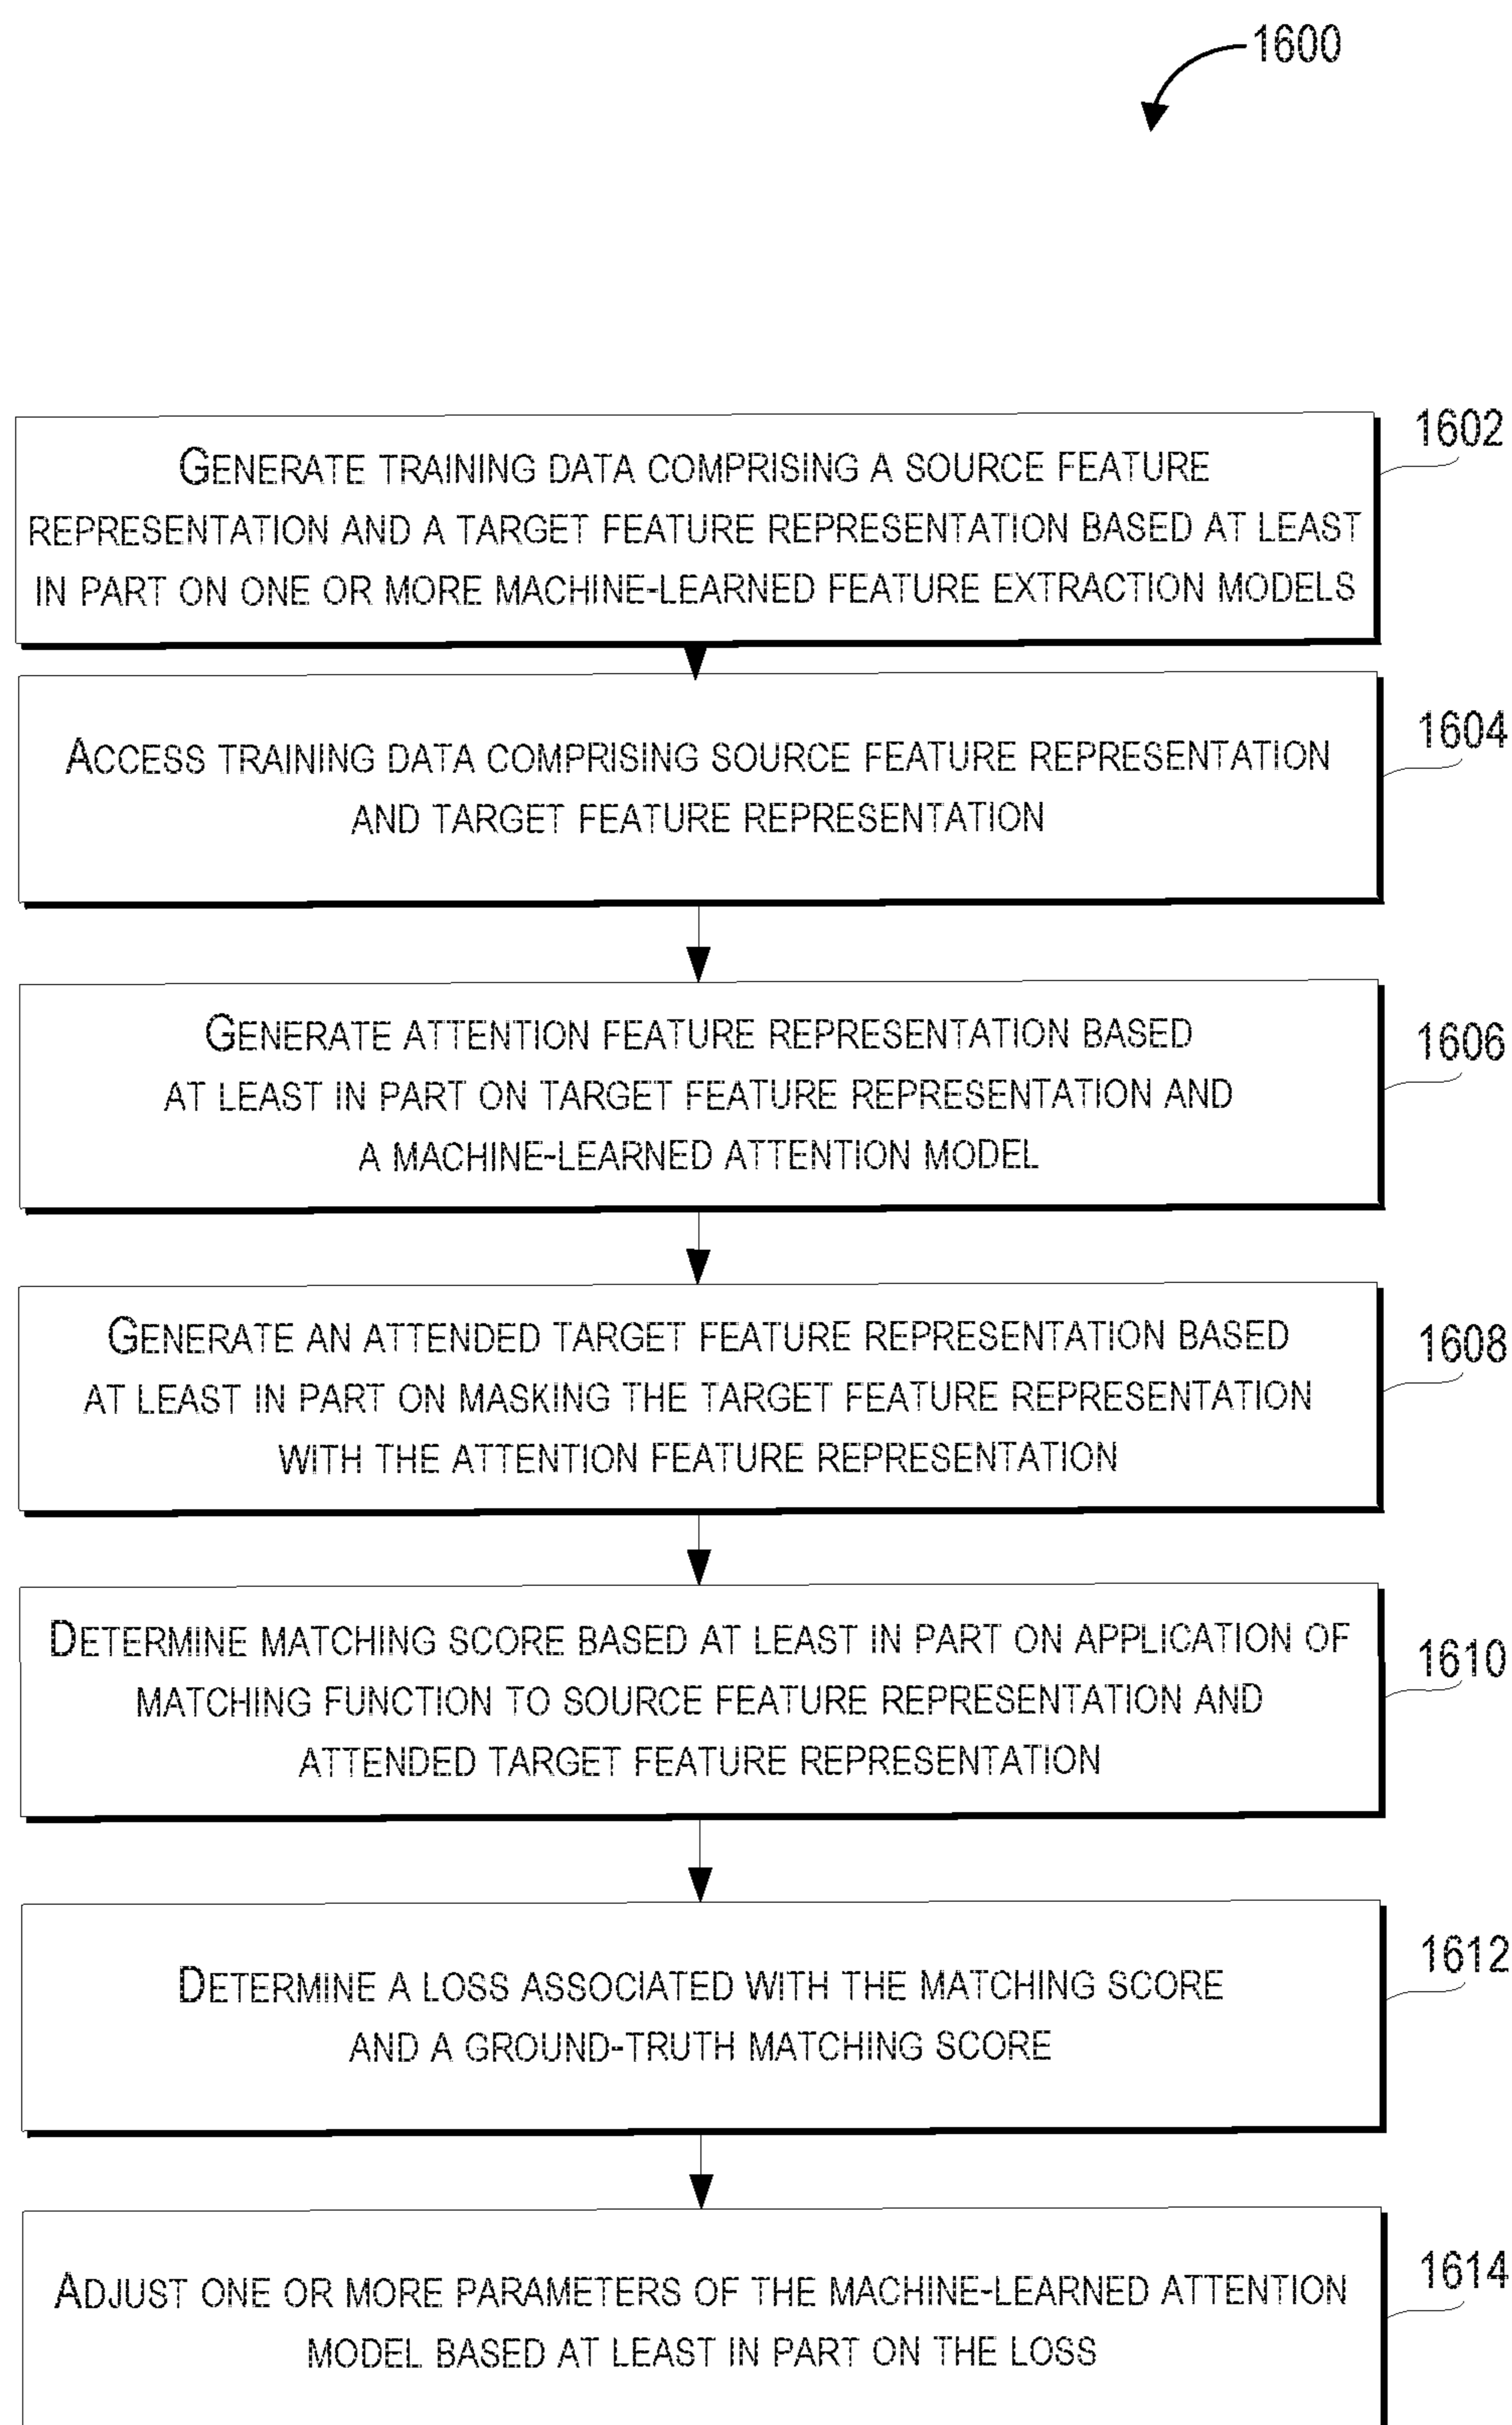 1600
1602
GENERATE TRAINING DATA COMPRISING A SOURCE FEATURE
REPRESENTATION AND A TARGET FEATURE REPRESENTATION BASED AT LEAST
IN PART ON ONE OR MORE MACHINE-LEARNED FEATURE EXTRACTION MODELS
1604
ACCESS TRAINING DATA COMPRISING SOURCE FEATURE REPRESENTATION
AND TARGET FEATURE REPRESENTATION
1606
GENERATE ATTENTION FEATURE REPRESENTATION BASED
AT LEAST IN PART ON TARGET FEATURE REPRESENTATION AND
A MACHINE-LEARNED ATTENTION MODEL
1608
GENERATE AN ATTENDED TARGET FEATURE REPRESENTATION BASED
AT LEAST IN PART ON MASKING THE TARGET FEATURE REPRESENTATION
WITH THE ATTENTION FEATURE REPRESENTATION
1610
DETERMINE MATCHING SCORE BASED AT LEAST IN PART ON APPLICATION OF
MATCHING FUNCTION TO SOURCE FEATURE REPRESENTATION AND
ATTENDED TARGET FEATURE REPRESENTATION
1612
DETERMINE A LOSS ASSOCIATED WITH THE MATCHING SCORE
AND A GROUND-TRUTH MATCHING SCORE
1614
ADJUST ONE OR MORE PARAMETERS OF THE MACHINE-LEARNED ATTENTION
MODEL BASED AT LEAST IN PART ON THE LOSS